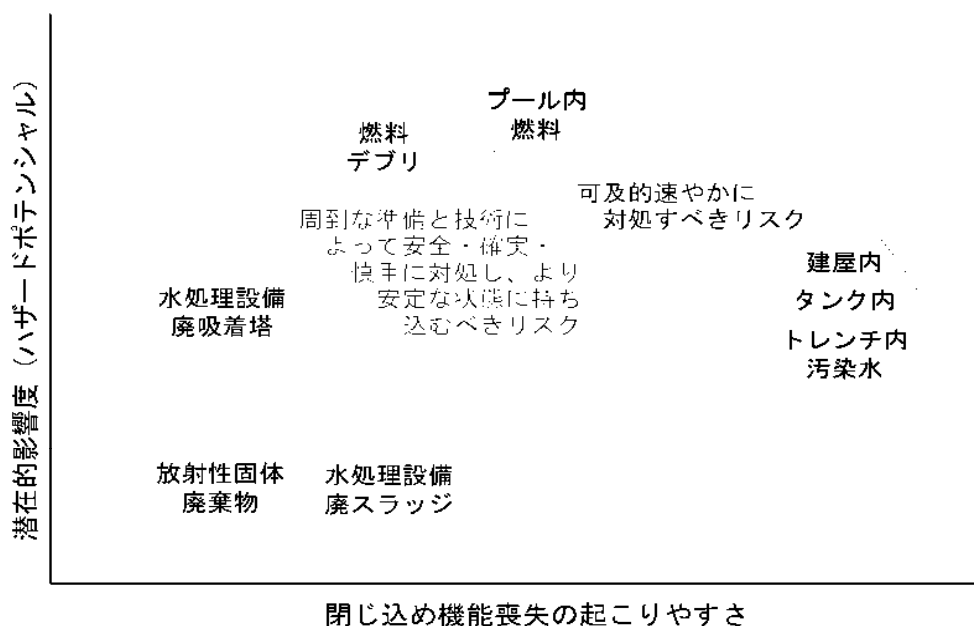 潜在的影響度（ハザードポテンシャル）
プール内
燃料
燃料
デブリ
可及的速やかに
対処すべきリスク
周到な準備と技術に
よって安全・確実・
慎重に対処し、より
安定な状態に持ち
込むべきリスク
建屋内
タンク内
トレンチ内
汚染水
水処理設備
廃吸着塔
放射性固体
廃棄物
水処理設備
廃スラッジ
閉じ込め機能喪失の起こりやすさ